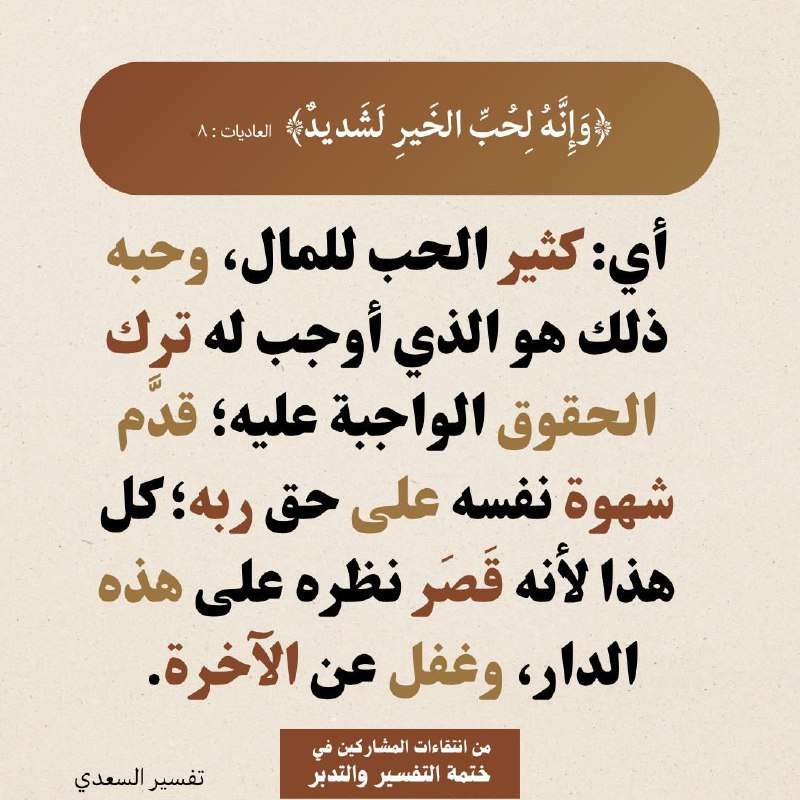 ﴿وَإِنَّهُ لِحُبِّ الخَيرِ لَشَديدٌ﴾ العاديات : ٨
أي: كثير الحب للمال، وحبه
ذلك هو الذي أوجب له ترك
الحقوق الواجبة عليه؛ قدَّم
شهوة نفسه على حق ربه؛ كل
هذا لأنه قَصَر نظره على هذه
الدار، وغفل عن الآخرة.
من انتقاءات المشاركين في
ختمة التفسير والتدبر
تفسير السعدي